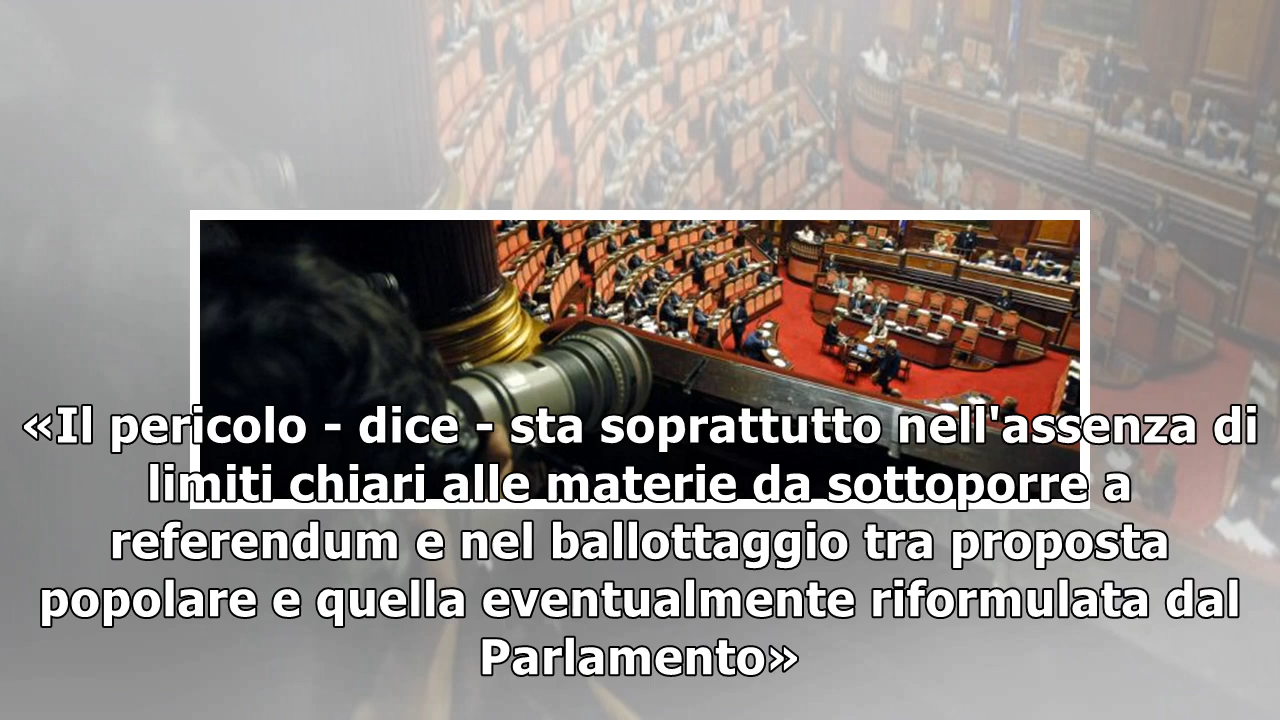 «Il pericolo - dice - sta soprattutto nell'assenza di
limiti chiari alle materie da sottoporre a
referendum e nel ballottaggio tra proposta
popolare e quella eventualmente riformulata dal
Parlamento»